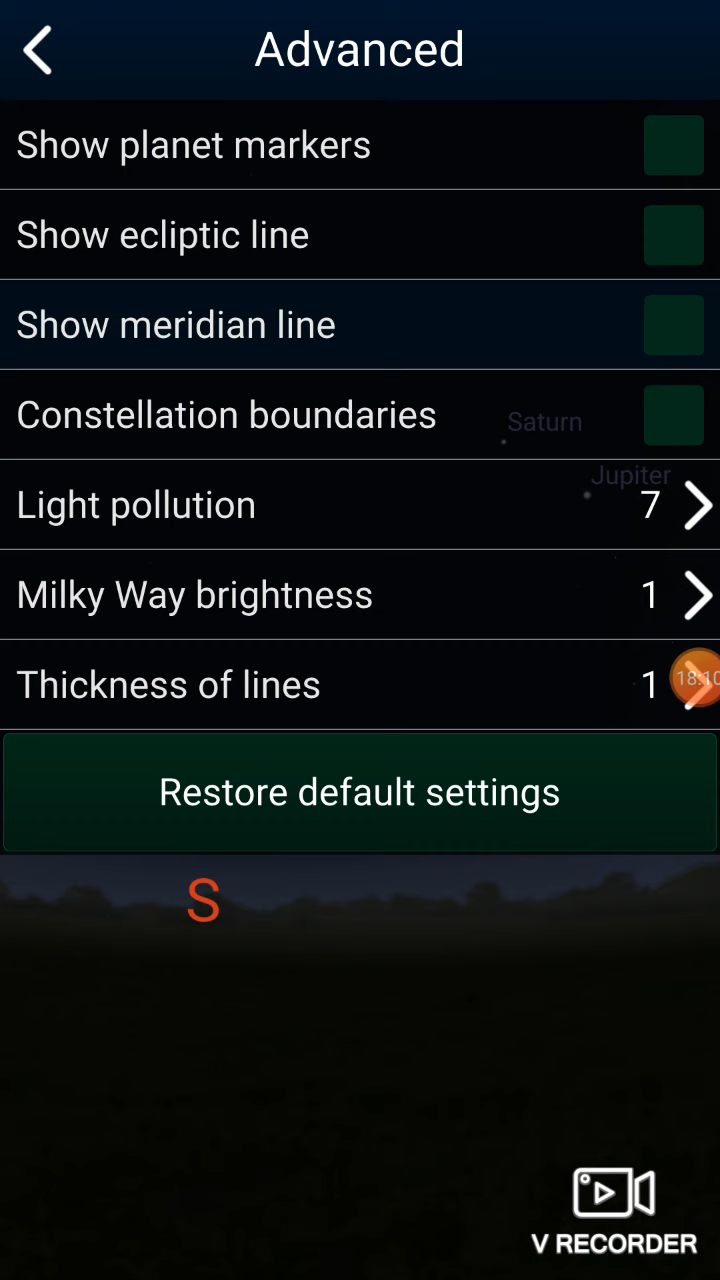 Advanced
Show planet markers
Show ecliptic line
Show meridian line
Constellation boundaries
Saturn
Jupiter
Light pollution 7
Milky Way brightness 1
Thickness of lines 1
18:10
Restore default settings
S
V RECORDER